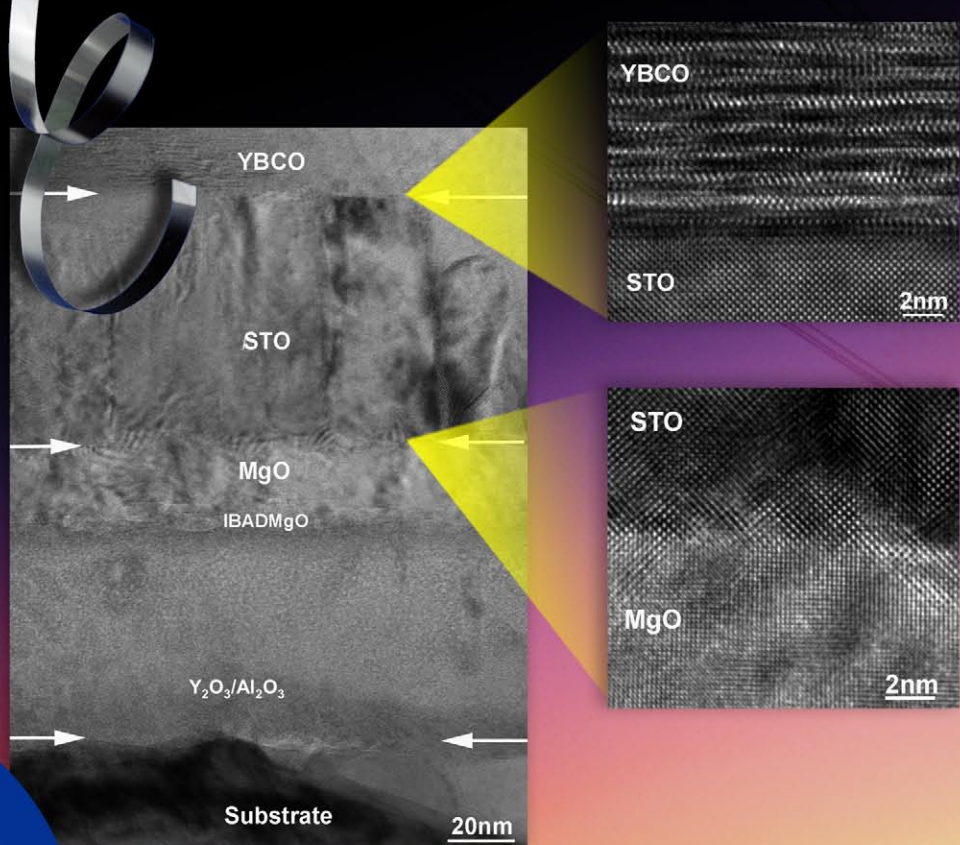 YBCO
STO
MgO
IBADMgO
Y₂O₃/Al₂O₃
Substrate
20nm
YBCO
STO
2nm
STO
MgO
2nm